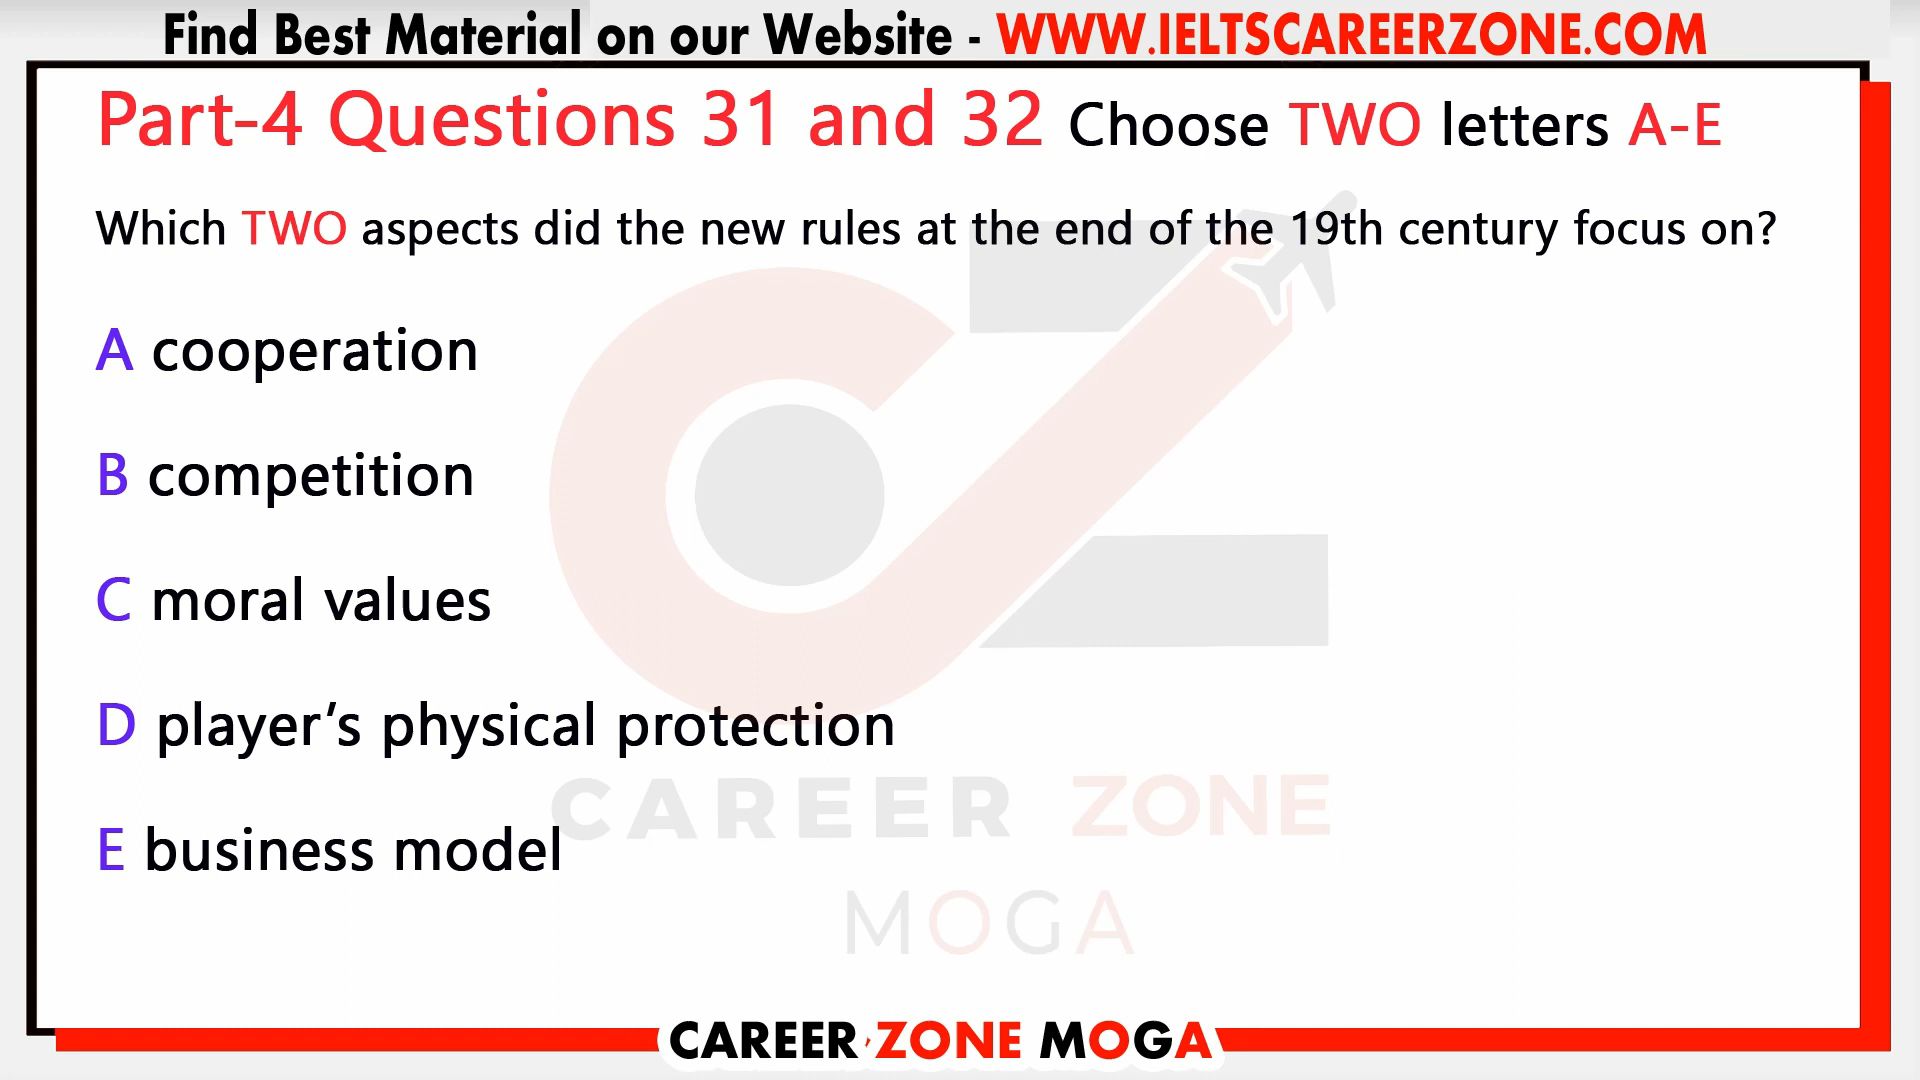 Find Best Material on our Website - WWW.IELTSCAREERZONE.COM
Part-4 Questions 31 and 32 Choose TWO letters A-E
Which TWO aspects did the new rules at the end of the 19th century focus on?
A cooperation
B competition
C moral values
D player’s physical protection
CAREER ZONE
E business model
MOGA
CAREER ZONE MOGA